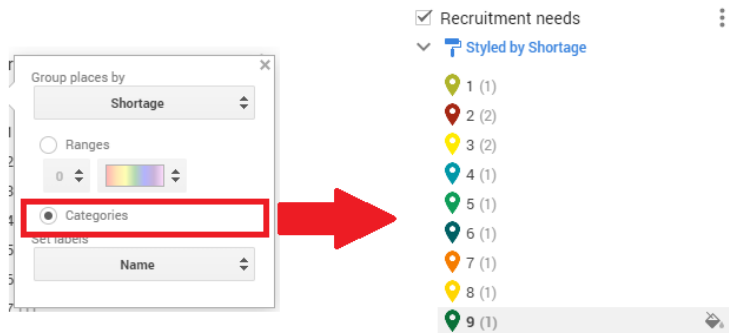 Group places by
Shortage
Ranges
0
Categories
Set labels
Name
Recruitment needs
Styled by Shortage
1 (1)
2 (2)
3 (2)
4 (1)
5 (1)
6 (1)
7 (1)
8 (1)
9 (1)